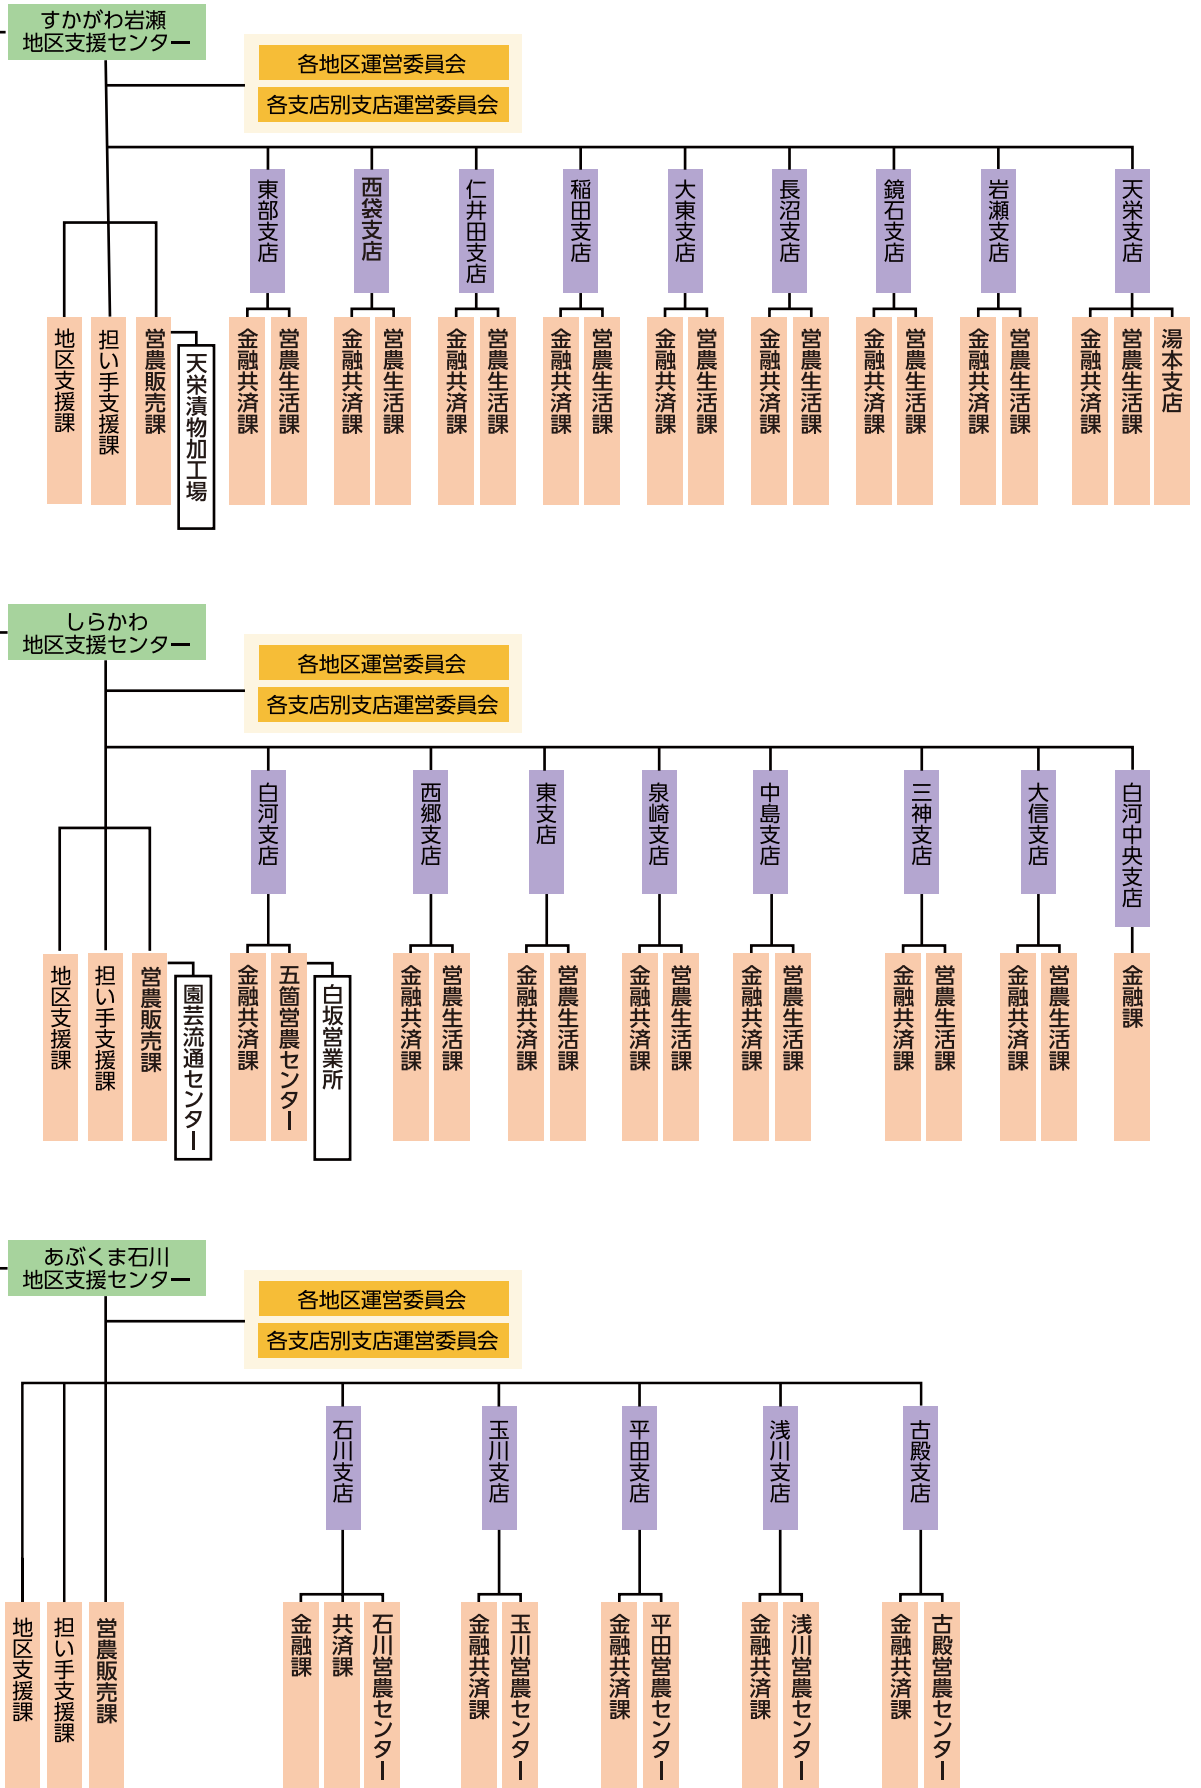 すかがわ岩瀬
地区支援センター
各地区運営委員会
各支店別支店運営委員会
東部支店
西袋支店
仁井田支店
稲田支店
大東支店
長沼支店
鏡石支店
岩瀬支店
天栄支店
地区支援課
担い手支援課
営農販売課
天栄漬物加工場
金融共済課
営農生活課
金融共済課
営農生活課
金融共済課
営農生活課
金融共済課
営農生活課
金融共済課
営農生活課
金融共済課
営農生活課
金融共済課
営農生活課
金融共済課
営農生活課
金融共済課
営農生活課
湯本支店
しらかわ
地区支援センター
各地区運営委員会
各支店別支店運営委員会
白河支店
西郷支店
東支店
泉崎支店
中島支店
三神支店
大信支店
白河中央支店
地区支援課
担い手支援課
営農販売課
園芸流通センター
金融共済課
五箇営農センター
白坂営業所
金融共済課
営農生活課
金融共済課
営農生活課
金融共済課
営農生活課
金融共済課
営農生活課
金融共済課
営農生活課
金融共済課
営農生活課
金融課
あぶくま石川
地区支援センター
各地区運営委員会
各支店別支店運営委員会
石川支店
玉川支店
平田支店
浅川支店
古殿支店
地区支援課
担い手支援課
営農販売課
金融課
共済課
石川営農センター
金融共済課
玉川営農センター
金融共済課
平田営農センター
金融共済課
浅川営農センター
金融共済課
古殿営農センター